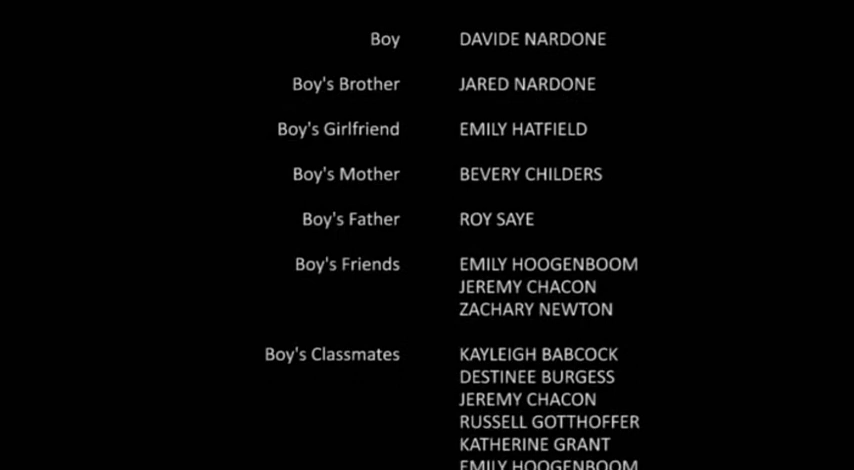 Boy DAVIDE NARDONE
Boy's Brother JARED NARDONE
Boy's Girlfriend EMILY HATFIELD
Boy's Mother BEVERY CHILDERS
Boy's Father ROY SAYE
Boy's Friends EMILY HOOGENBOOM
JEREMY CHACON
ZACHARY NEWTON
Boy's Classmates KAYLEIGH BABCOCK
DESTINEE BURGESS
JEREMY CHACON
RUSSELL GOTTHOFFER
KATHERINE GRANT
EMILY HOOGENBOOM